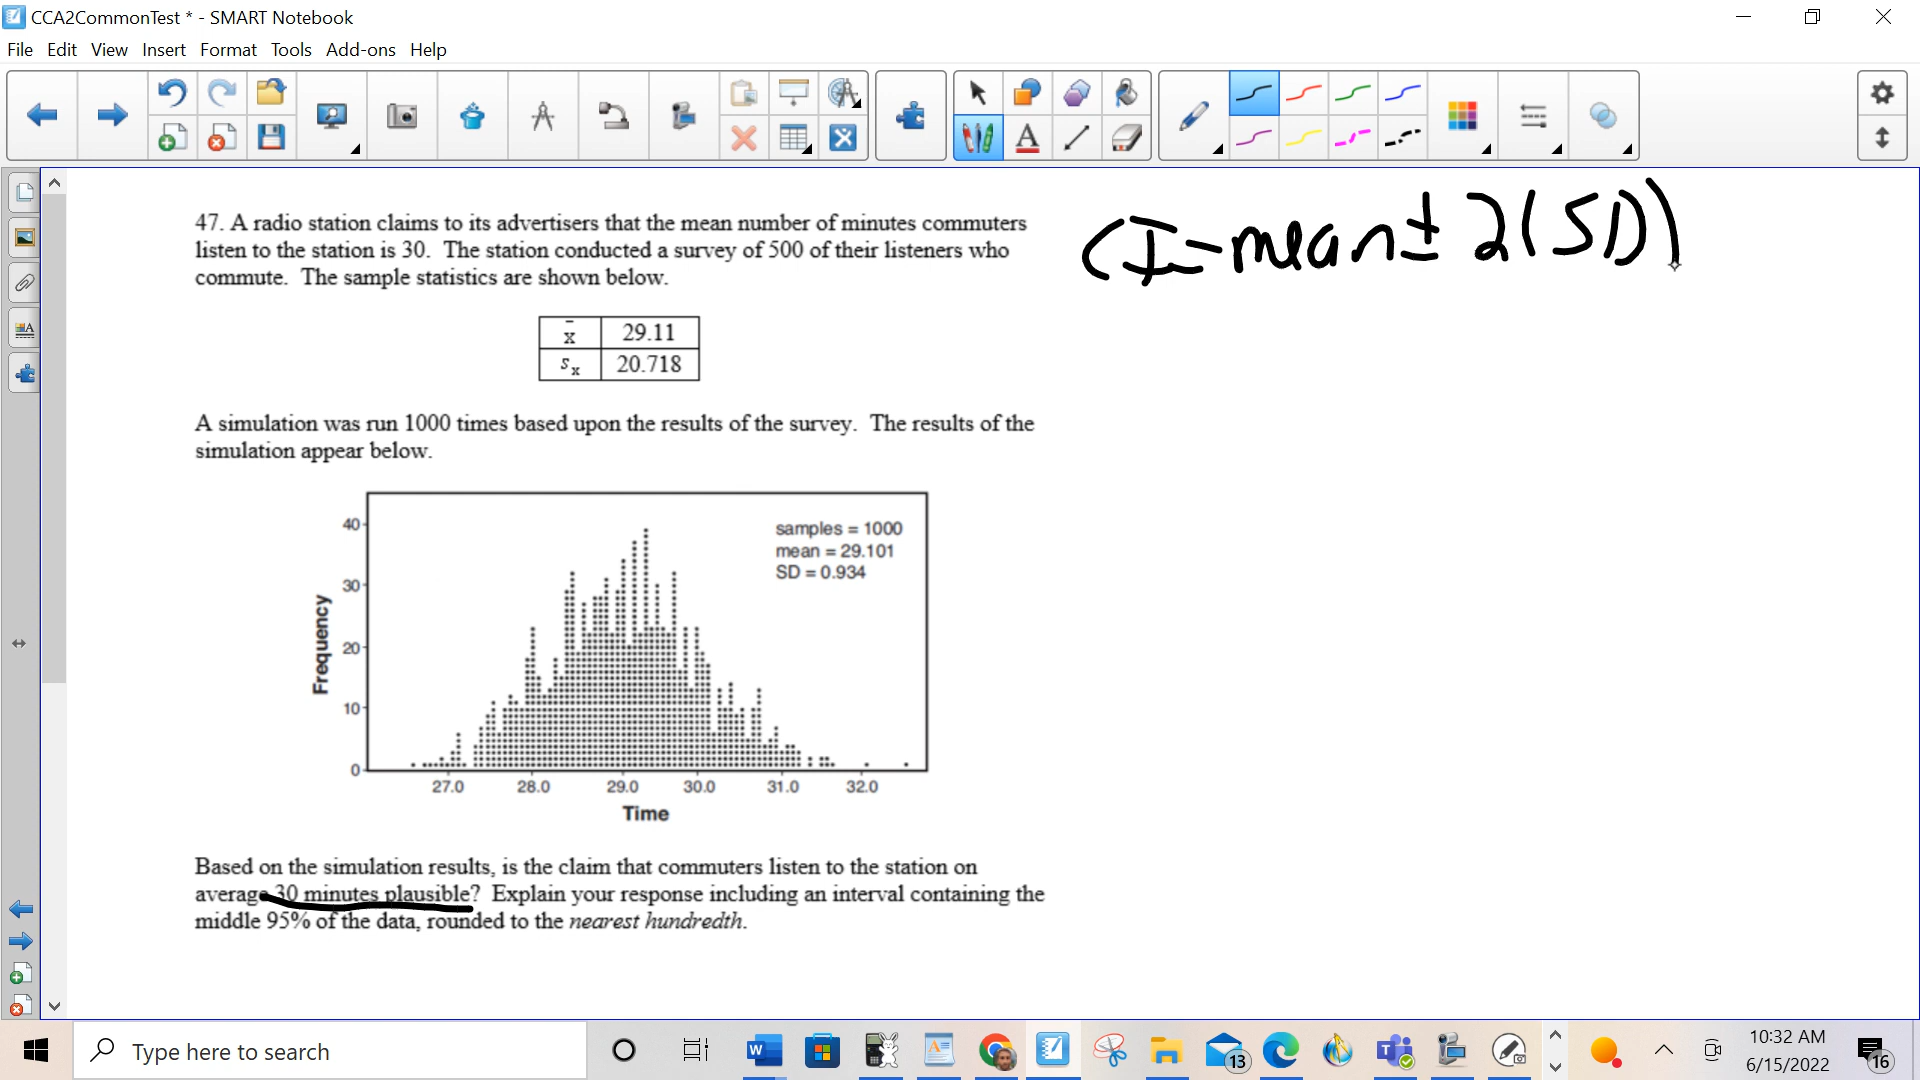 CCA2CommonTest * - SMART Notebook
File Edit View Insert Format Tools Add-ons Help
47. A radio station claims to its advertisers that the mean number of minutes commuters
listen to the station is 30. The station conducted a survey of 500 of their listeners who
commute. The sample statistics are shown below.
CI = mean ± 2(SD)
x̄ 29.11
sx 20.718
A simulation was run 1000 times based upon the results of the survey. The results of the
simulation appear below.
samples = 1000
mean = 29.101
SD = 0.934
Frequency
40
30
20
10
0
27.0 28.0 29.0 30.0 31.0 32.0
Time
Based on the simulation results, is the claim that commuters listen to the station on
average 30 minutes plausible? Explain your response including an interval containing the
middle 95% of the data, rounded to the nearest hundredth.
Type here to search
13
10:32 AM
6/15/2022
16